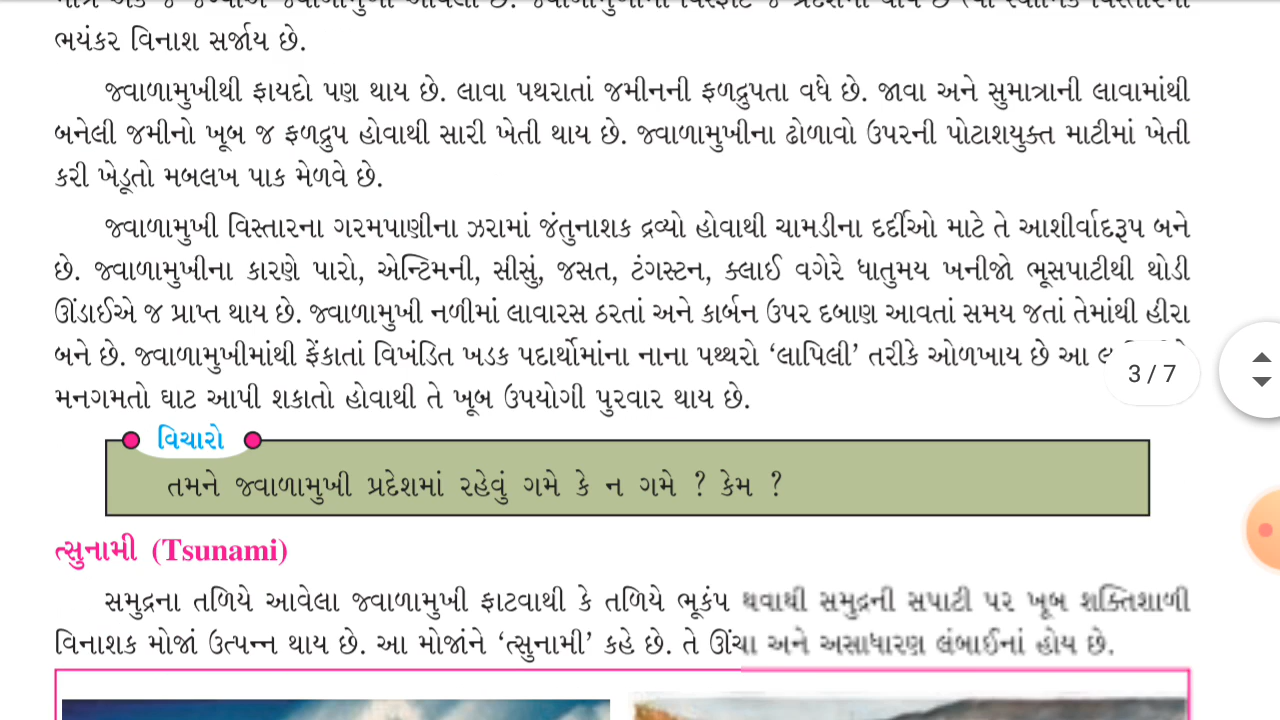 ભયંકર વિનાશ સર્જાય છે.
જ્વાળામુખીથી ફાયદો પણ થાય છે. લાવા પથરાતાં જમીનની ફળદ્રુપતા વધે છે. જાવા અને સુમાત્રાની લાવામાંથી
બનેલી જમીનો ખૂબ જ ફળદ્રુપ હોવાથી સારી ખેતી થાય છે. જ્વાળામુખીના ઢોળાવો ઉપરની પોટાશયુક્ત માટીમાં ખેતી
કરી ખેડૂતો મબલખ પાક મેળવે છે.
જ્વાળામુખી વિસ્તારના ગરમપાણીના ઝરામાં જંતુનાશક દ્રવ્યો હોવાથી ચામડીના દર્દીઓ માટે તે આશીર્વાદરૂપ બને
છે. જ્વાળામુખીના કારણે પારો, એન્ટિમની, સીસું, જસત, ટંગસ્ટન, ક્લાઈ વગેરે ધાતુમય ખનીજો ભૂસપાટીથી થોડી
ઊંડાઈએ જ પ્રાપ્ત થાય છે. જ્વાળામુખી નળીમાં લાવારસ ઠરતાં અને કાર્બન ઉપર દબાણ આવતાં સમય જતાં તેમાંથી હીરા
બને છે. જ્વાળામુખીમાંથી ફેંકાતાં વિખંડિત ખડક પદાર્થોમાંના નાના પથ્થરો ‘લાપિલી’ તરીકે ઓળખાય છે આ
3 / 7
મનગમતો ઘાટ આપી શકાતો હોવાથી તે ખૂબ ઉપયોગી પુરવાર થાય છે.
વિચારો
તમને જ્વાળામુખી પ્રદેશમાં રહેવું ગમે કે ન ગમે ? કેમ ?
ત્સુનામી (Tsunami)
સમુદ્રના તળિયે આવેલા જ્વાળામુખી ફાટવાથી કે તળિયે ભૂકંપ થવાથી સમુદ્રની સપાટી પર ખૂબ શક્તિશાળી
વિનાશક મોજાં ઉત્પન્ન થાય છે. આ મોજાંને ‘ત્સુનામી’ કહે છે. તે ઊંચા અને અસાધારણ લંબાઈનાં હોય છે.